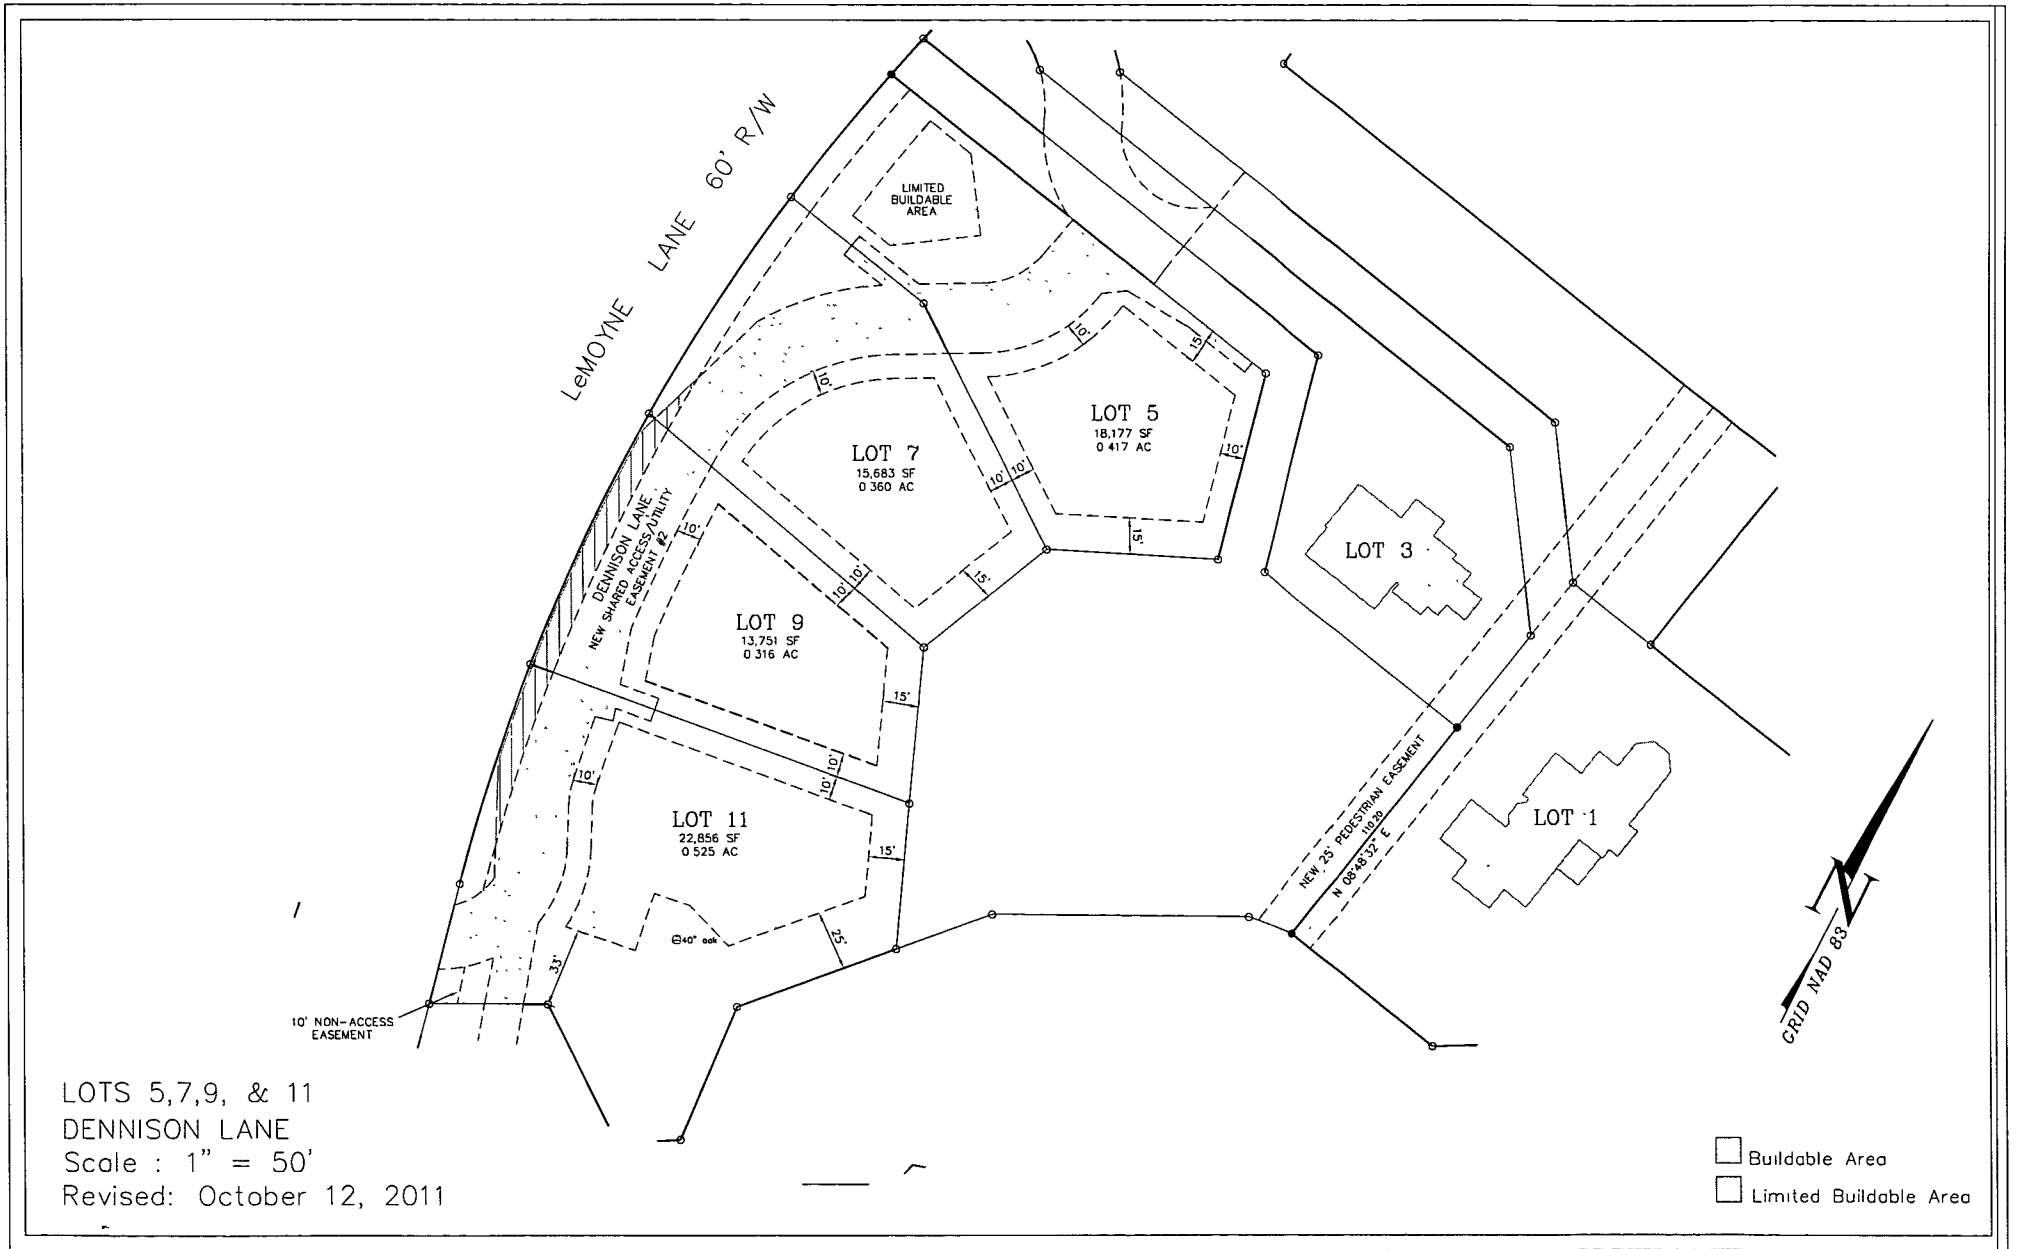 LeMOYNE LANE 60' R/W
LIMITED
BUILDABLE
AREA
10'
10'
15'
LOT 5
18,177 SF
0 417 AC
10'
LOT 7
15,683 SF
0 360 AC
10'
10'
15'
15'
LOT 3
DENNISON LANE
NEW SHARED ACCESS/UTILITY
EASEMENT #2
10'
10'
10'
LOT 9
13,751 SF
0 316 AC
15'
10'
10'
10'
LOT 11
22,856 SF
0 525 AC
15'
40" oak
25'
33'
NEW 25' PEDESTRIAN EASEMENT
110 20
N 08°48'32" E
LOT 1
N
GRID NAD 83
10' NON-ACCESS
EASEMENT
LOTS 5,7,9, & 11
DENNISON LANE
Scale : 1" = 50'
Revised: October 12, 2011
Buildable Area
Limited Buildable Area